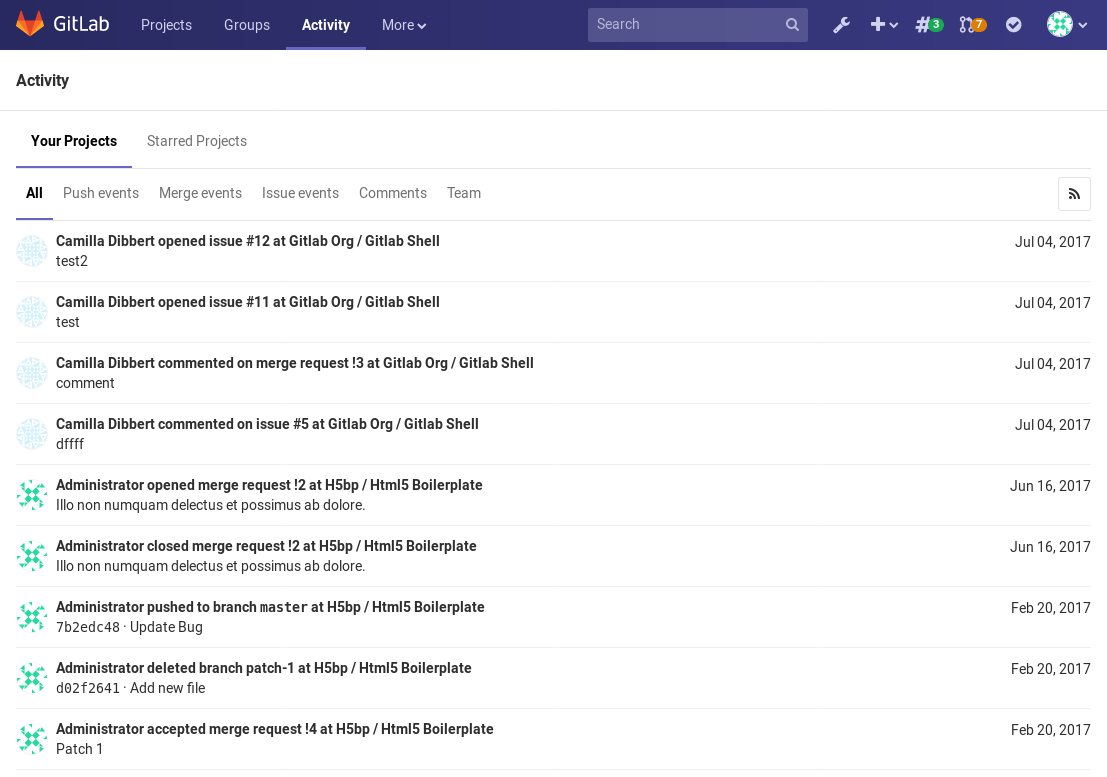 GitLab Projects Groups Activity More Search 3 7
Activity
Your Projects Starred Projects
All Push events Merge events Issue events Comments Team
Camilla Dibbert opened issue #12 at Gitlab Org / Gitlab Shell Jul 04, 2017
test2
Camilla Dibbert opened issue #11 at Gitlab Org / Gitlab Shell Jul 04, 2017
test
Camilla Dibbert commented on merge request !3 at Gitlab Org / Gitlab Shell Jul 04, 2017
comment
Camilla Dibbert commented on issue #5 at Gitlab Org / Gitlab Shell Jul 04, 2017
dffff
Administrator opened merge request !2 at H5bp / Html5 Boilerplate Jun 16, 2017
Illo non numquam delectus et possimus ab dolore.
Administrator closed merge request !2 at H5bp / Html5 Boilerplate Jun 16, 2017
Illo non numquam delectus et possimus ab dolore.
Administrator pushed to branch master at H5bp / Html5 Boilerplate Feb 20, 2017
7b2edc48 · Update Bug
Administrator deleted branch patch-1 at H5bp / Html5 Boilerplate Feb 20, 2017
d02f2641 · Add new file
Administrator accepted merge request !4 at H5bp / Html5 Boilerplate Feb 20, 2017
Patch 1